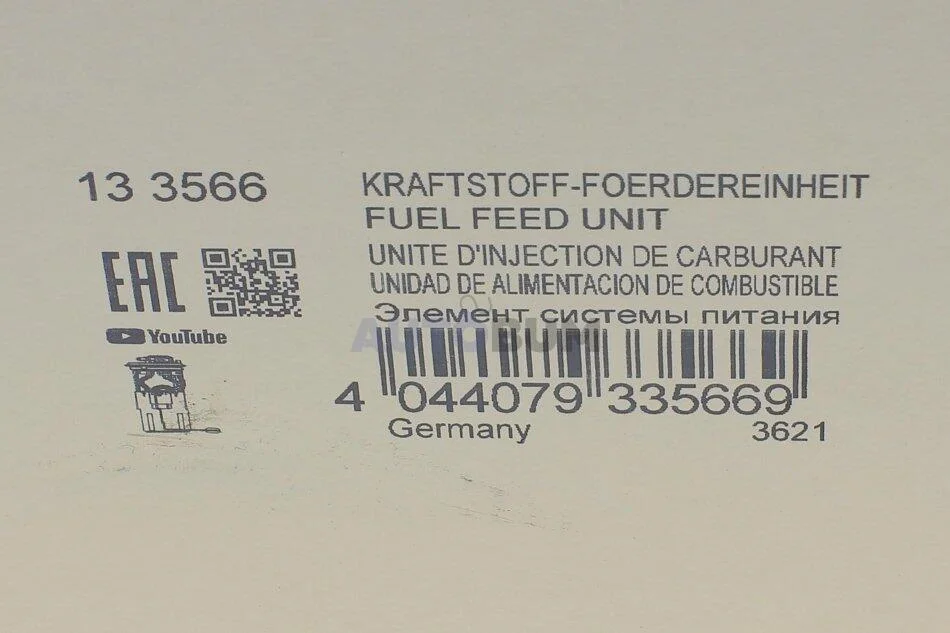 13 3566
KRAFTSTOFF-FOERDEREINHEIT
FUEL FEED UNIT
UNITE D'INJECTION DE CARBURANT
UNIDAD DE ALIMENTACION DE COMBUSTIBLE
Элемент системы питания
EAC
YouTube
AUTOBUM
4 044079 335669
Germany
3621